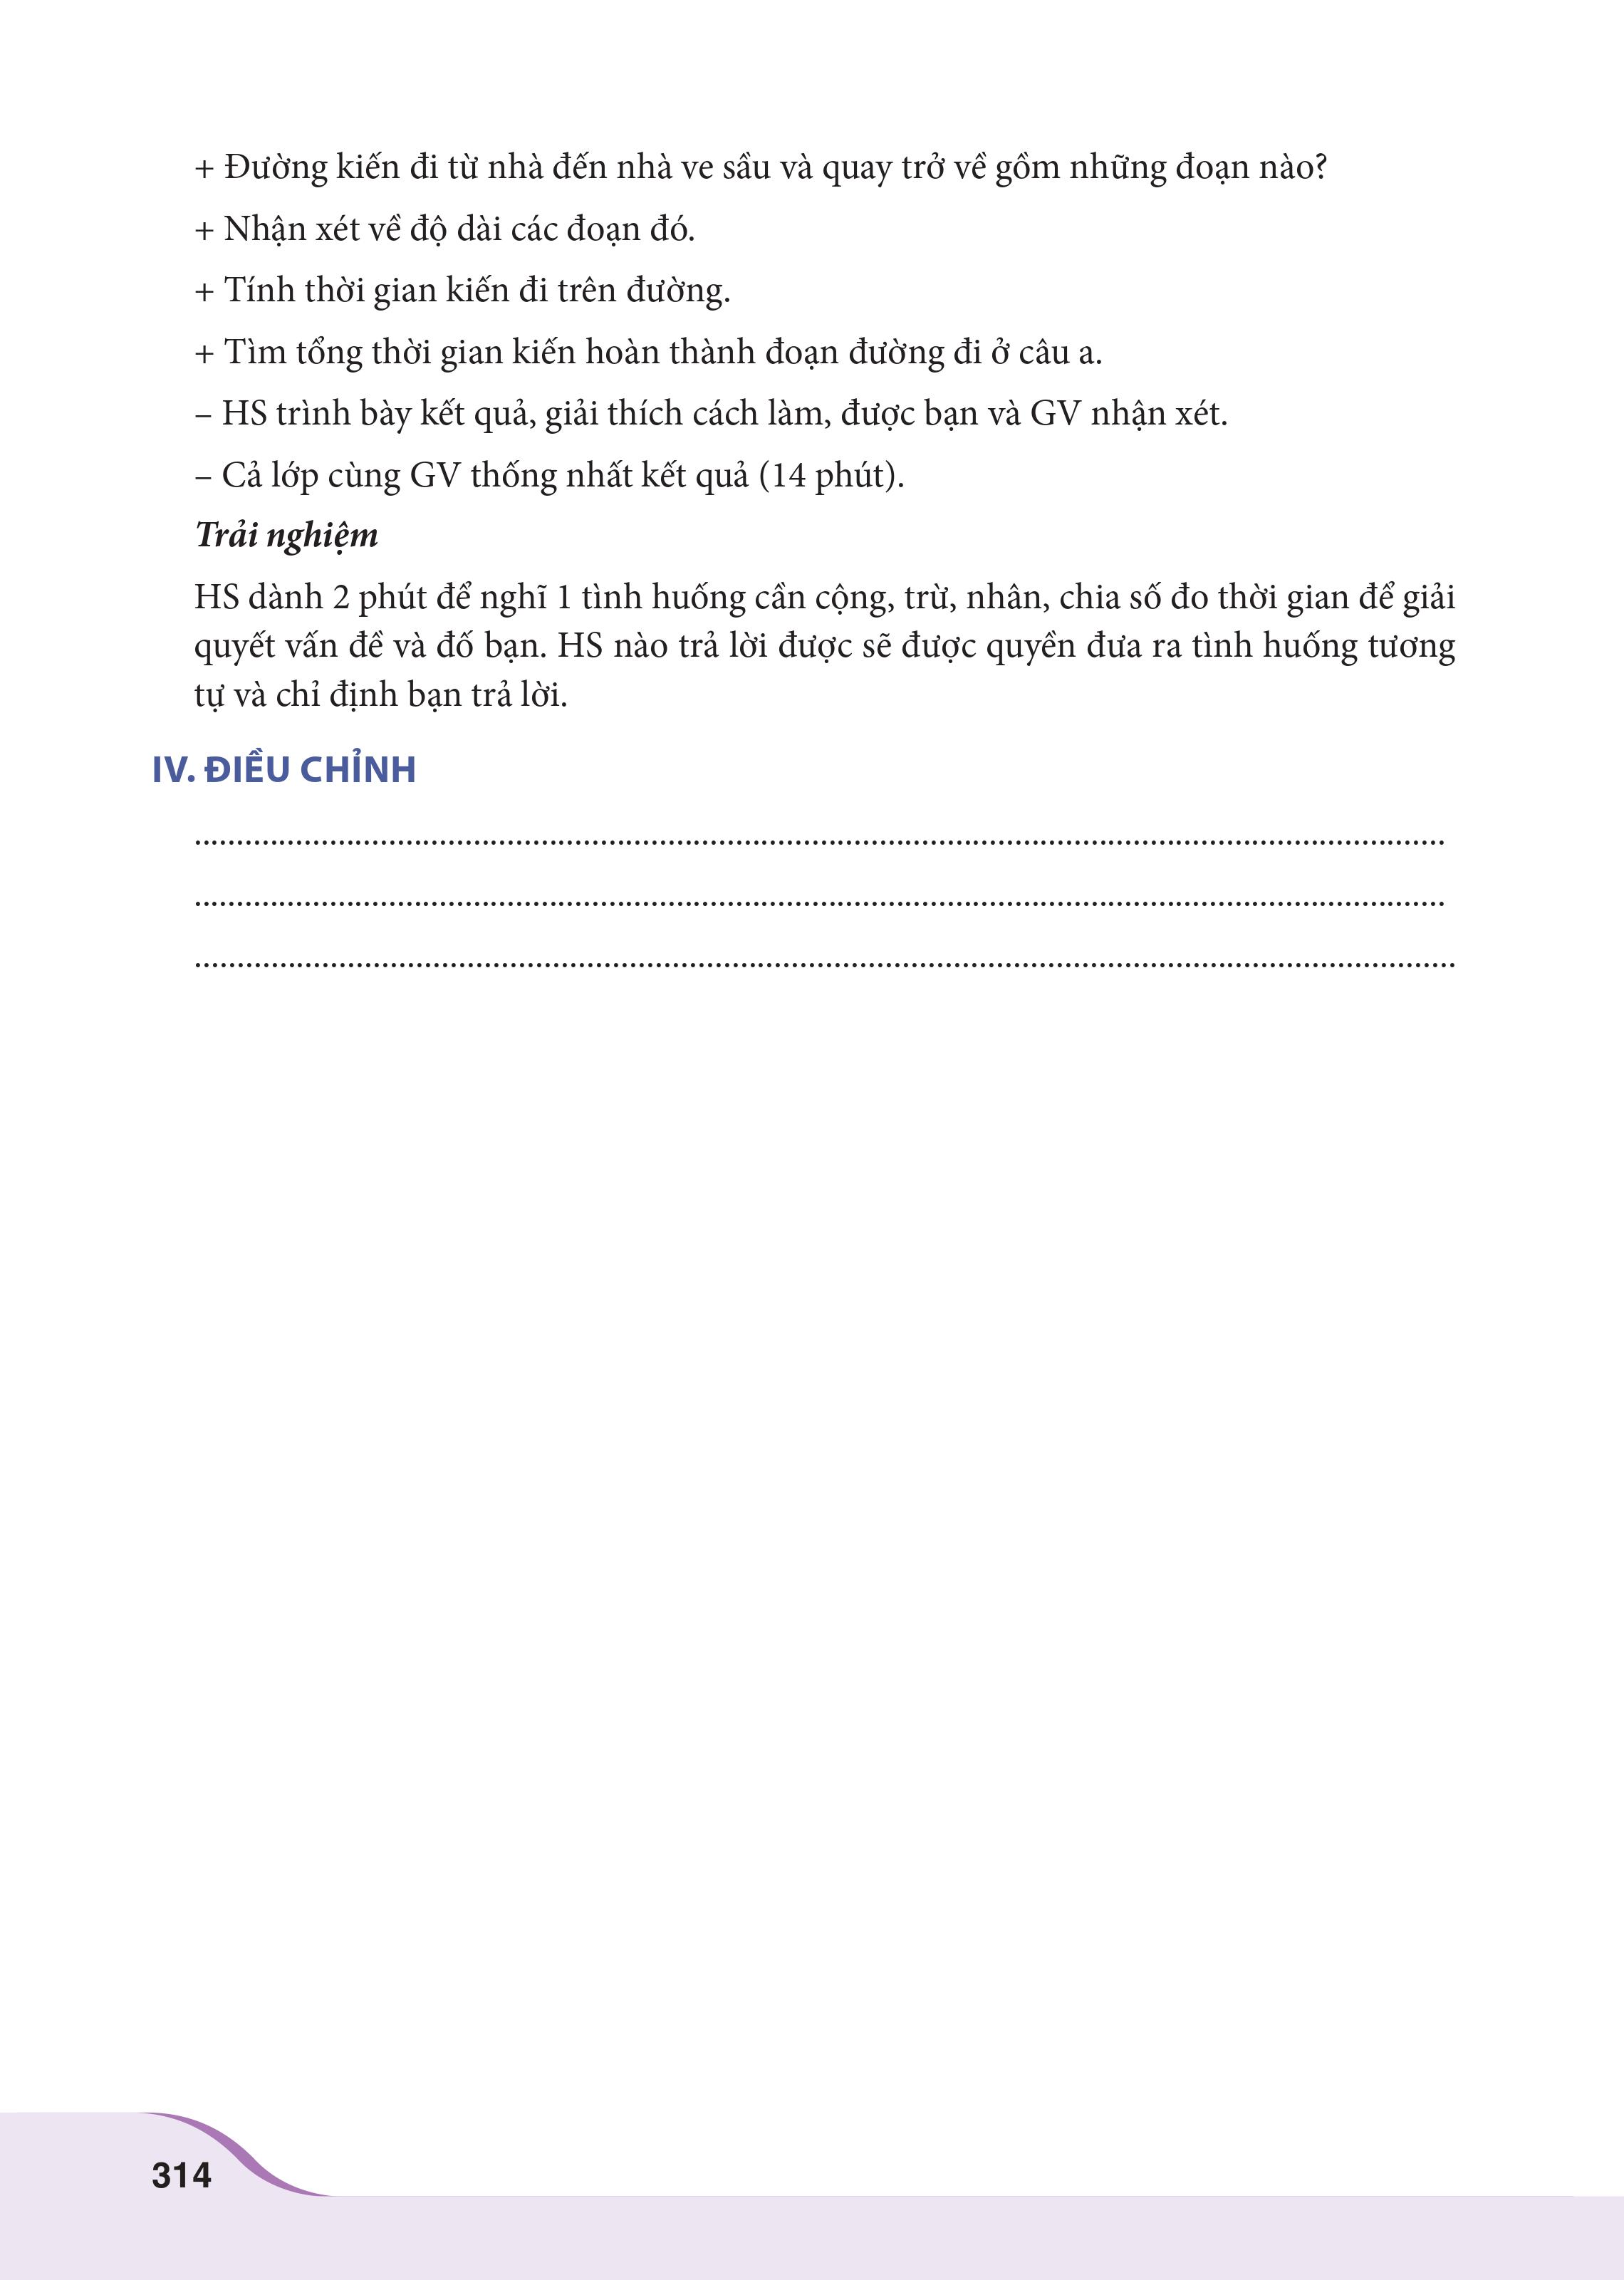 + Đường kiến đi từ nhà đến nhà ve sầu và quay trở về gồm những đoạn nào?
+ Nhận xét về độ dài các đoạn đó.
+ Tính thời gian kiến đi trên đường.
+ Tìm tổng thời gian kiến hoàn thành đoạn đường đi ở câu a.
– HS trình bày kết quả, giải thích cách làm, được bạn và GV nhận xét.
– Cả lớp cùng GV thống nhất kết quả (14 phút).
Trải nghiệm
HS dành 2 phút để nghĩ 1 tình huống cần cộng, trừ, nhân, chia số đo thời gian để giải
quyết vấn đề và đố bạn. HS nào trả lời được sẽ được quyền đưa ra tình huống tương
tự và chỉ định bạn trả lời.
IV. ĐIỀU CHỈNH
314